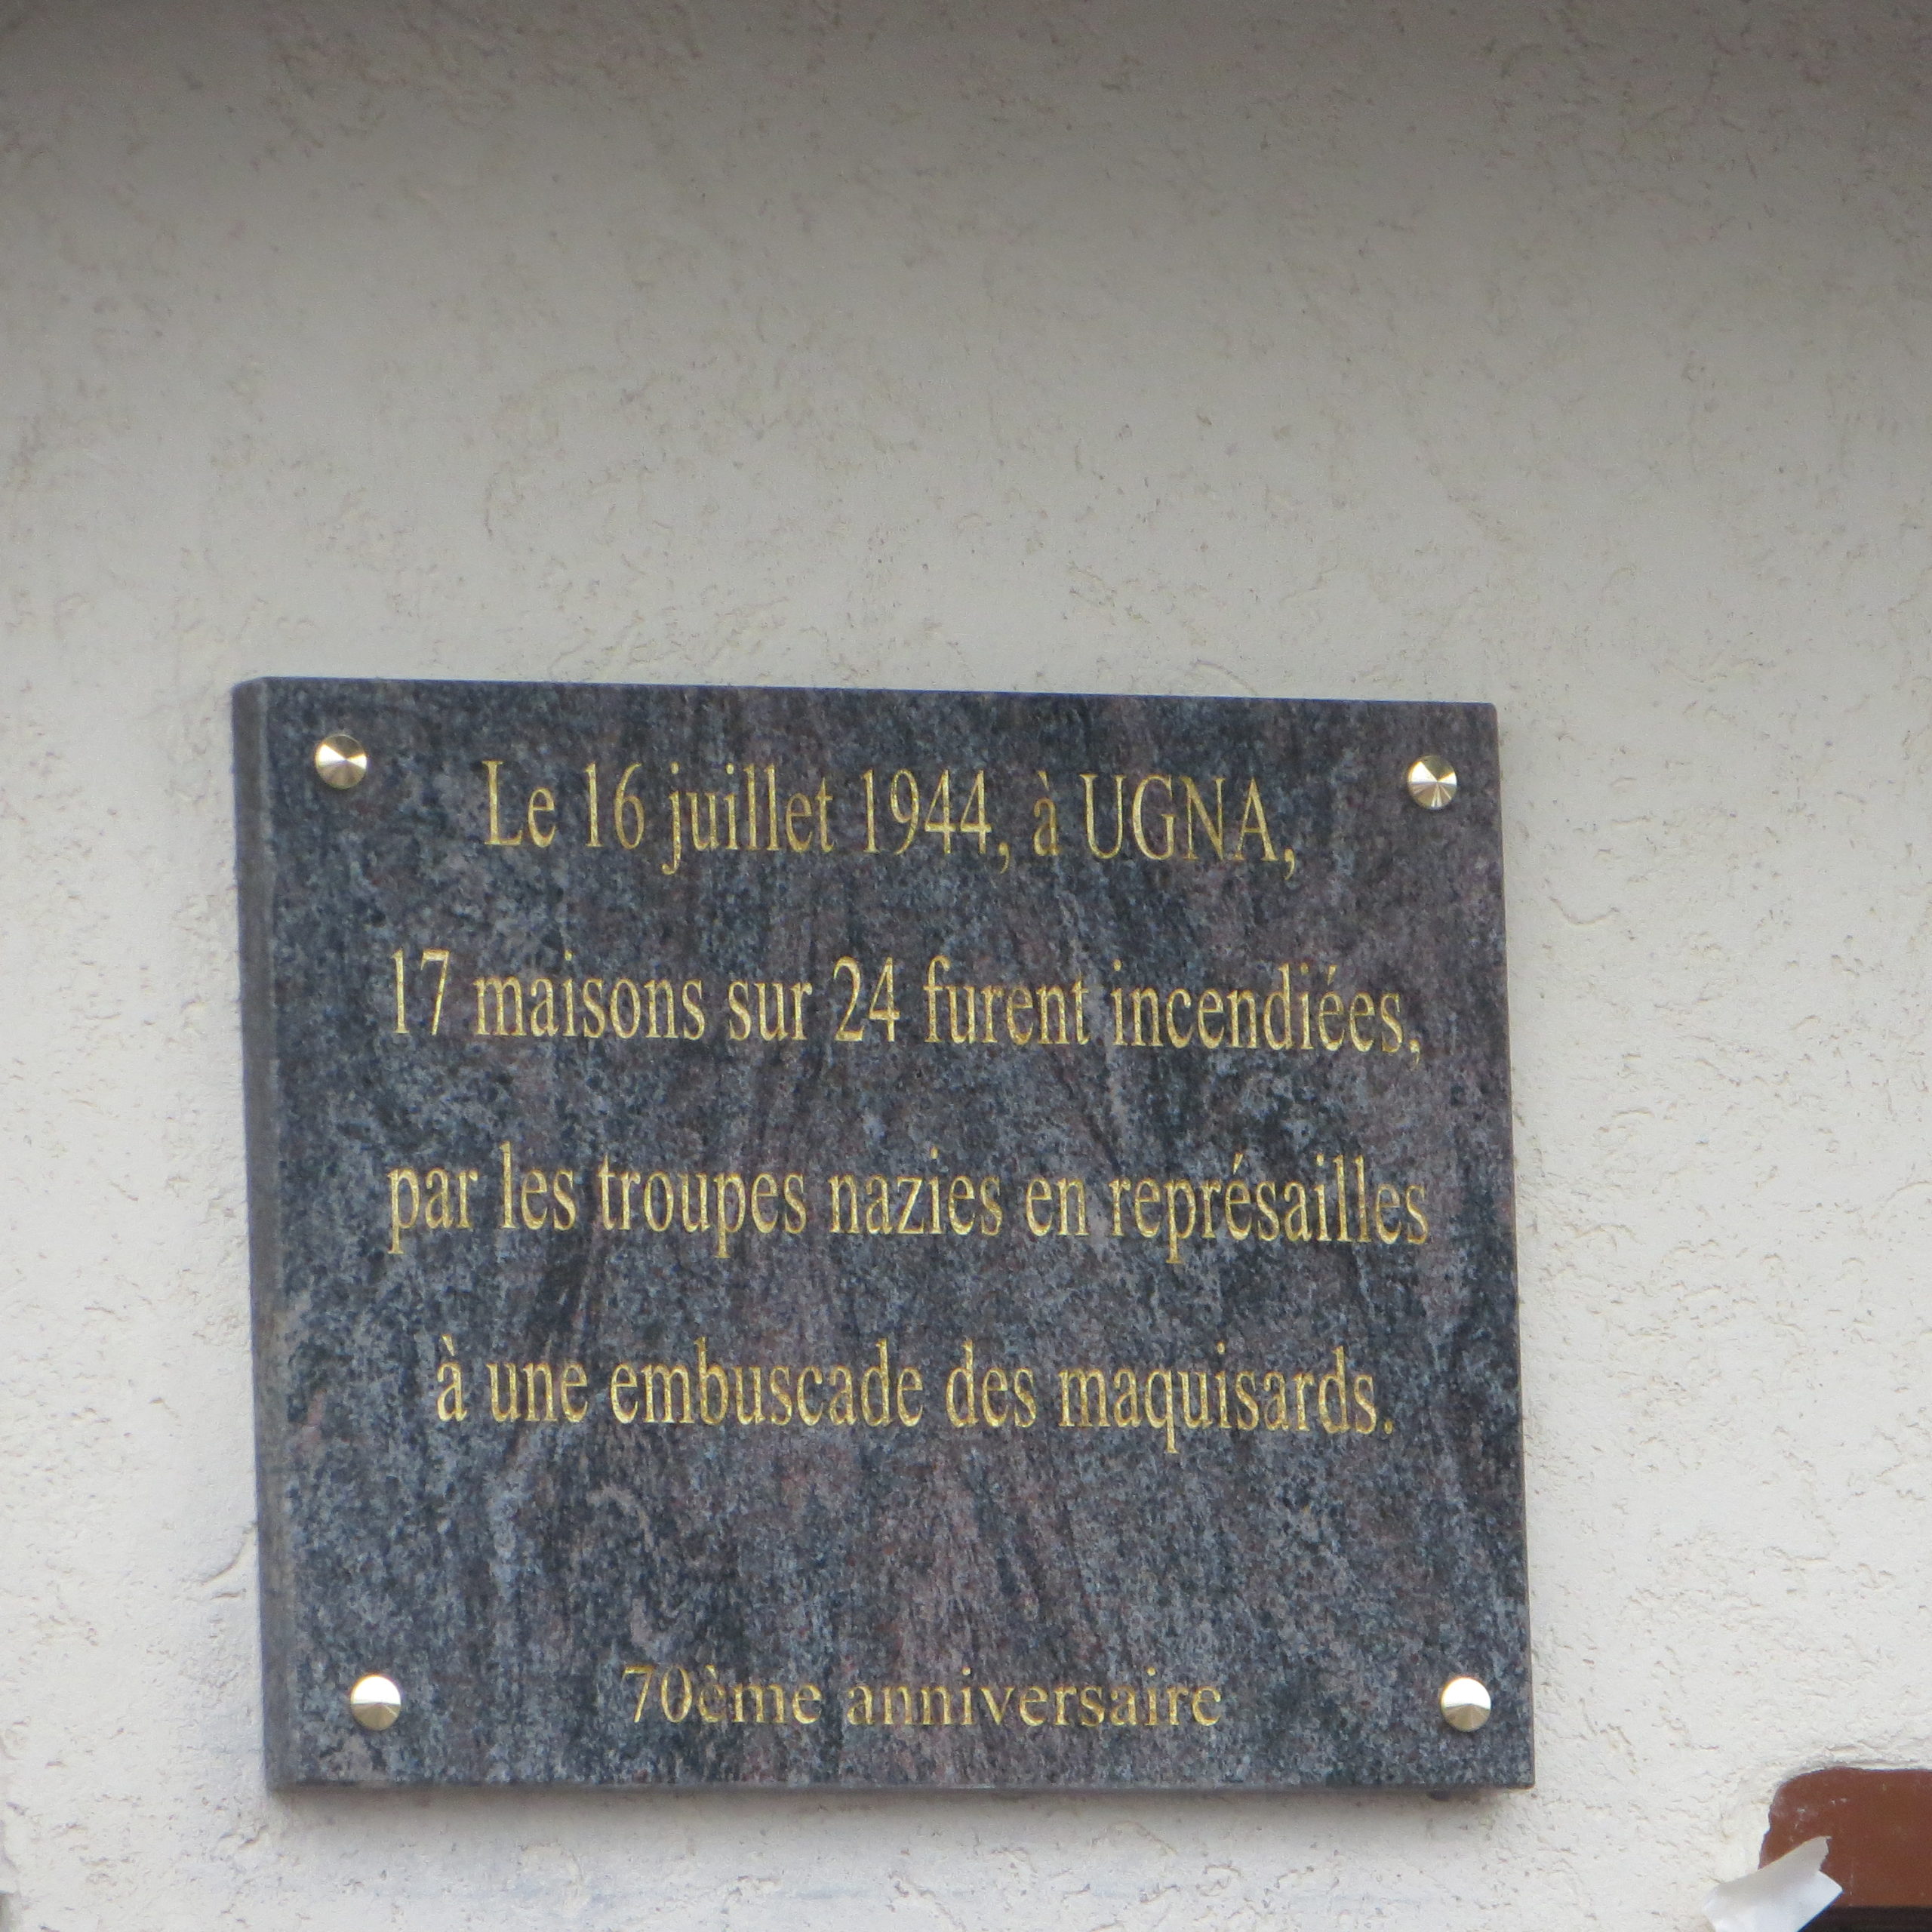 Le 16 juillet 1944, à UGNA,
17 maisons sur 24 furent incendiées,
par les troupes nazies en représailles
à une embuscade des maquisards.
70ème anniversaire